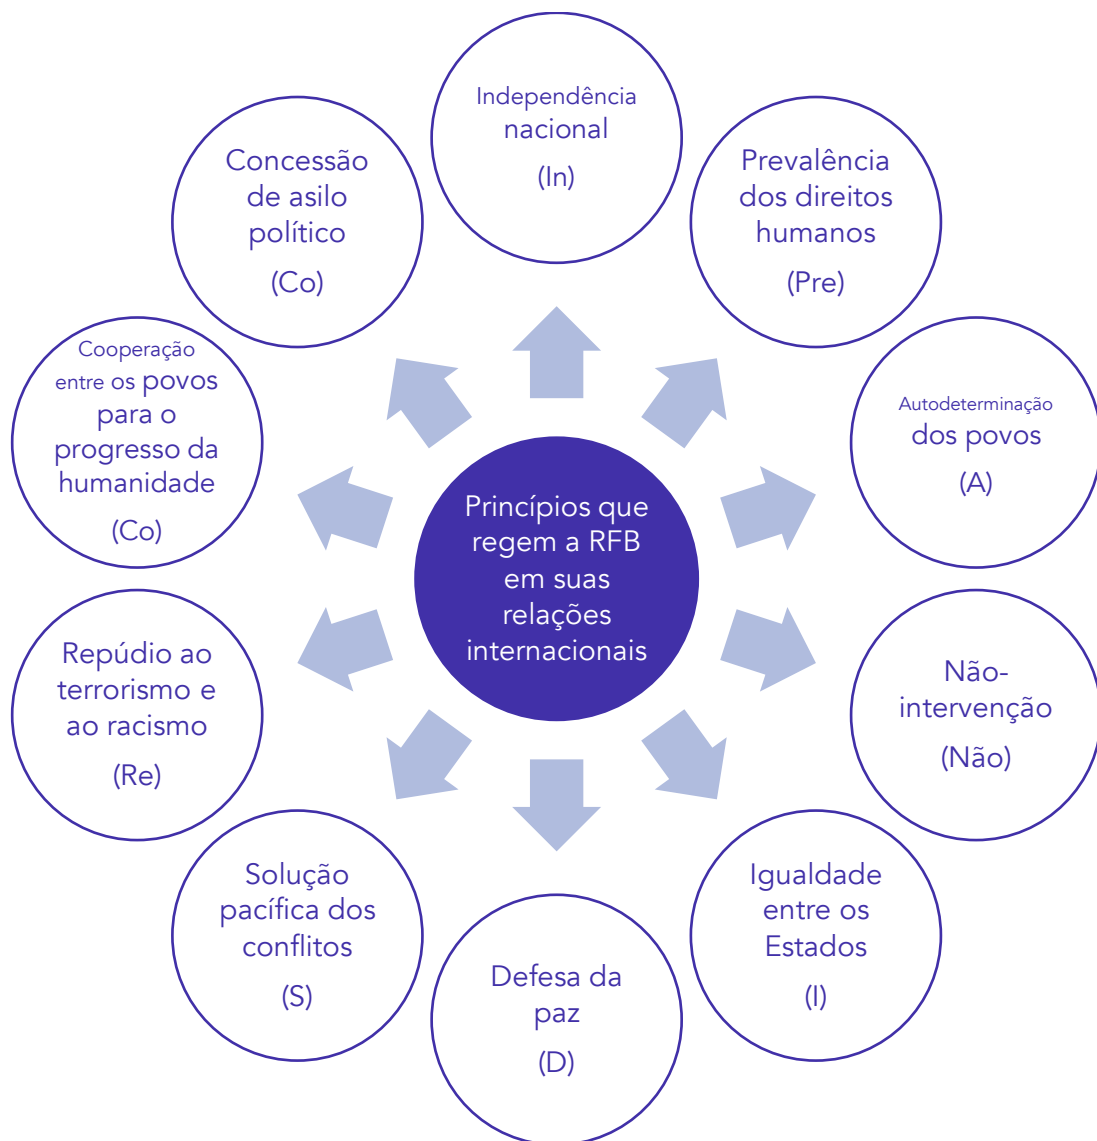 Independência
nacional
(In)
Prevalência
dos direitos
humanos
(Pre)
Autodeterminação
dos povos
(A)
Não-
intervenção
(Não)
Igualdade
entre os
Estados
(I)
Defesa da
paz
(D)
Solução
pacífica dos
conflitos
(S)
Repúdio ao
terrorismo e
ao racismo
(Re)
Cooperação
entre os povos
para o
progresso da
humanidade
(Co)
Concessão
de asilo
político
(Co)
Princípios que
regem a RFB
em suas
relações
internacionais